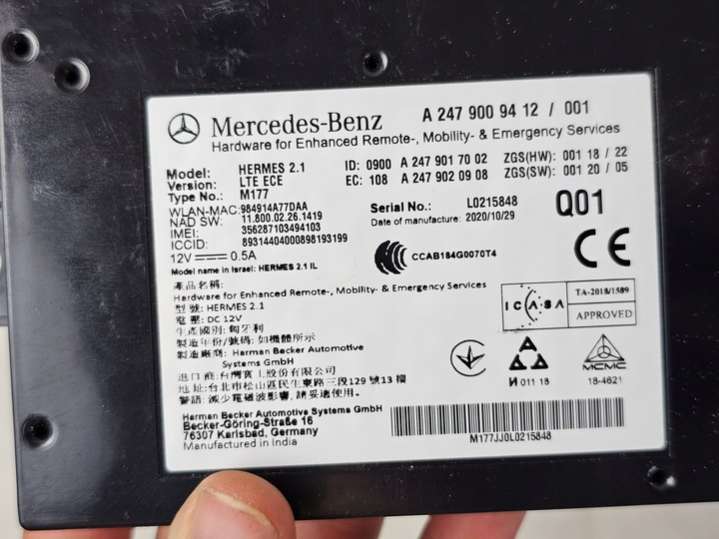 Mercedes-Benz A 247 900 94 12 / 001
Hardware for Enhanced Remote-, Mobility- & Emergency Services
Model: HERMES 2.1 ID: 0900 A 247 901 70 02 ZGS(HW): 001 18 / 22
Version: LTE ECE EC: 108 A 247 902 09 08 ZGS(SW): 001 20 / 05
Type No.: M177
WLAN-MAC: 984914A77DAA Serial No.: L0215848 Q01
NAD SW: 11.800.02.26.1419 Date of manufacture: 2020/10/29
IMEI: 356287103494103
ICCID: 89314404000898193199
12V 0.5A CCAB184G0070T4 CE
Model name in Israel: HERMES 2.1 IL
產品名稱:
Hardware for Enhanced Remote-, Mobility- & Emergency Services
型號: HERMES 2.1
電壓: DC 12V
ICASA TA-2018/1589
APPROVED
生產國別: 匈牙利
製造年份/號碼: 如機體所示
製造廠商: Harman Becker Automotive
Systems GmbH
進口商: 台灣賓士股份有限公司
地址: 台北市松山區民生東路三段129號13樓
警語: 減少電磁波影響, 請妥適使用。
И 011 18
MCMC
18-4621
Harman Becker Automotive Systems GmbH
Becker-Göring-Straße 16
76307 Karlsbad, Germany
Manufactured in India
M177JJ0L0215848